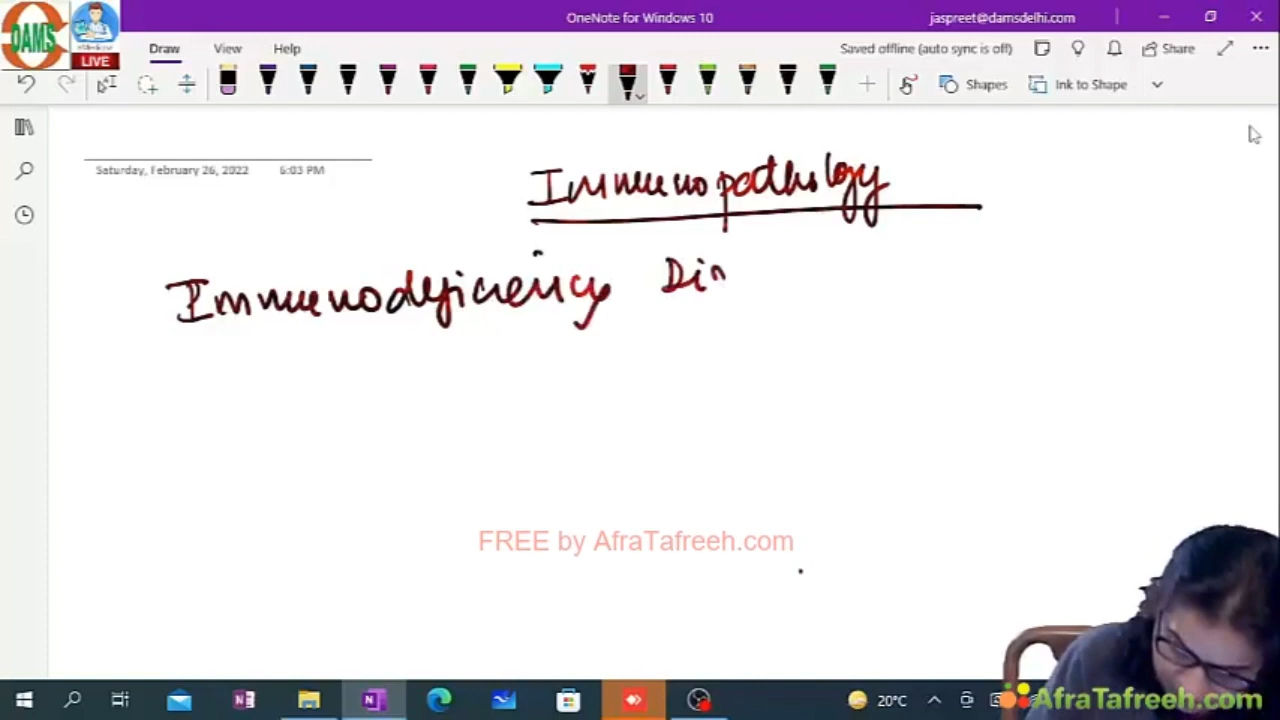 OneNote for Windows 10
jaspreet@damsdelhi.com
DAMS
LIVE
Draw View Help
Saved offline (auto sync is off)
Share
Shapes
Ink to Shape
Saturday, February 26, 2022 6:03 PM
Immunopathology
Immunodeficiency Dis
FREE by AfraTafreeh.com
20°C
AfraTafreeh.com